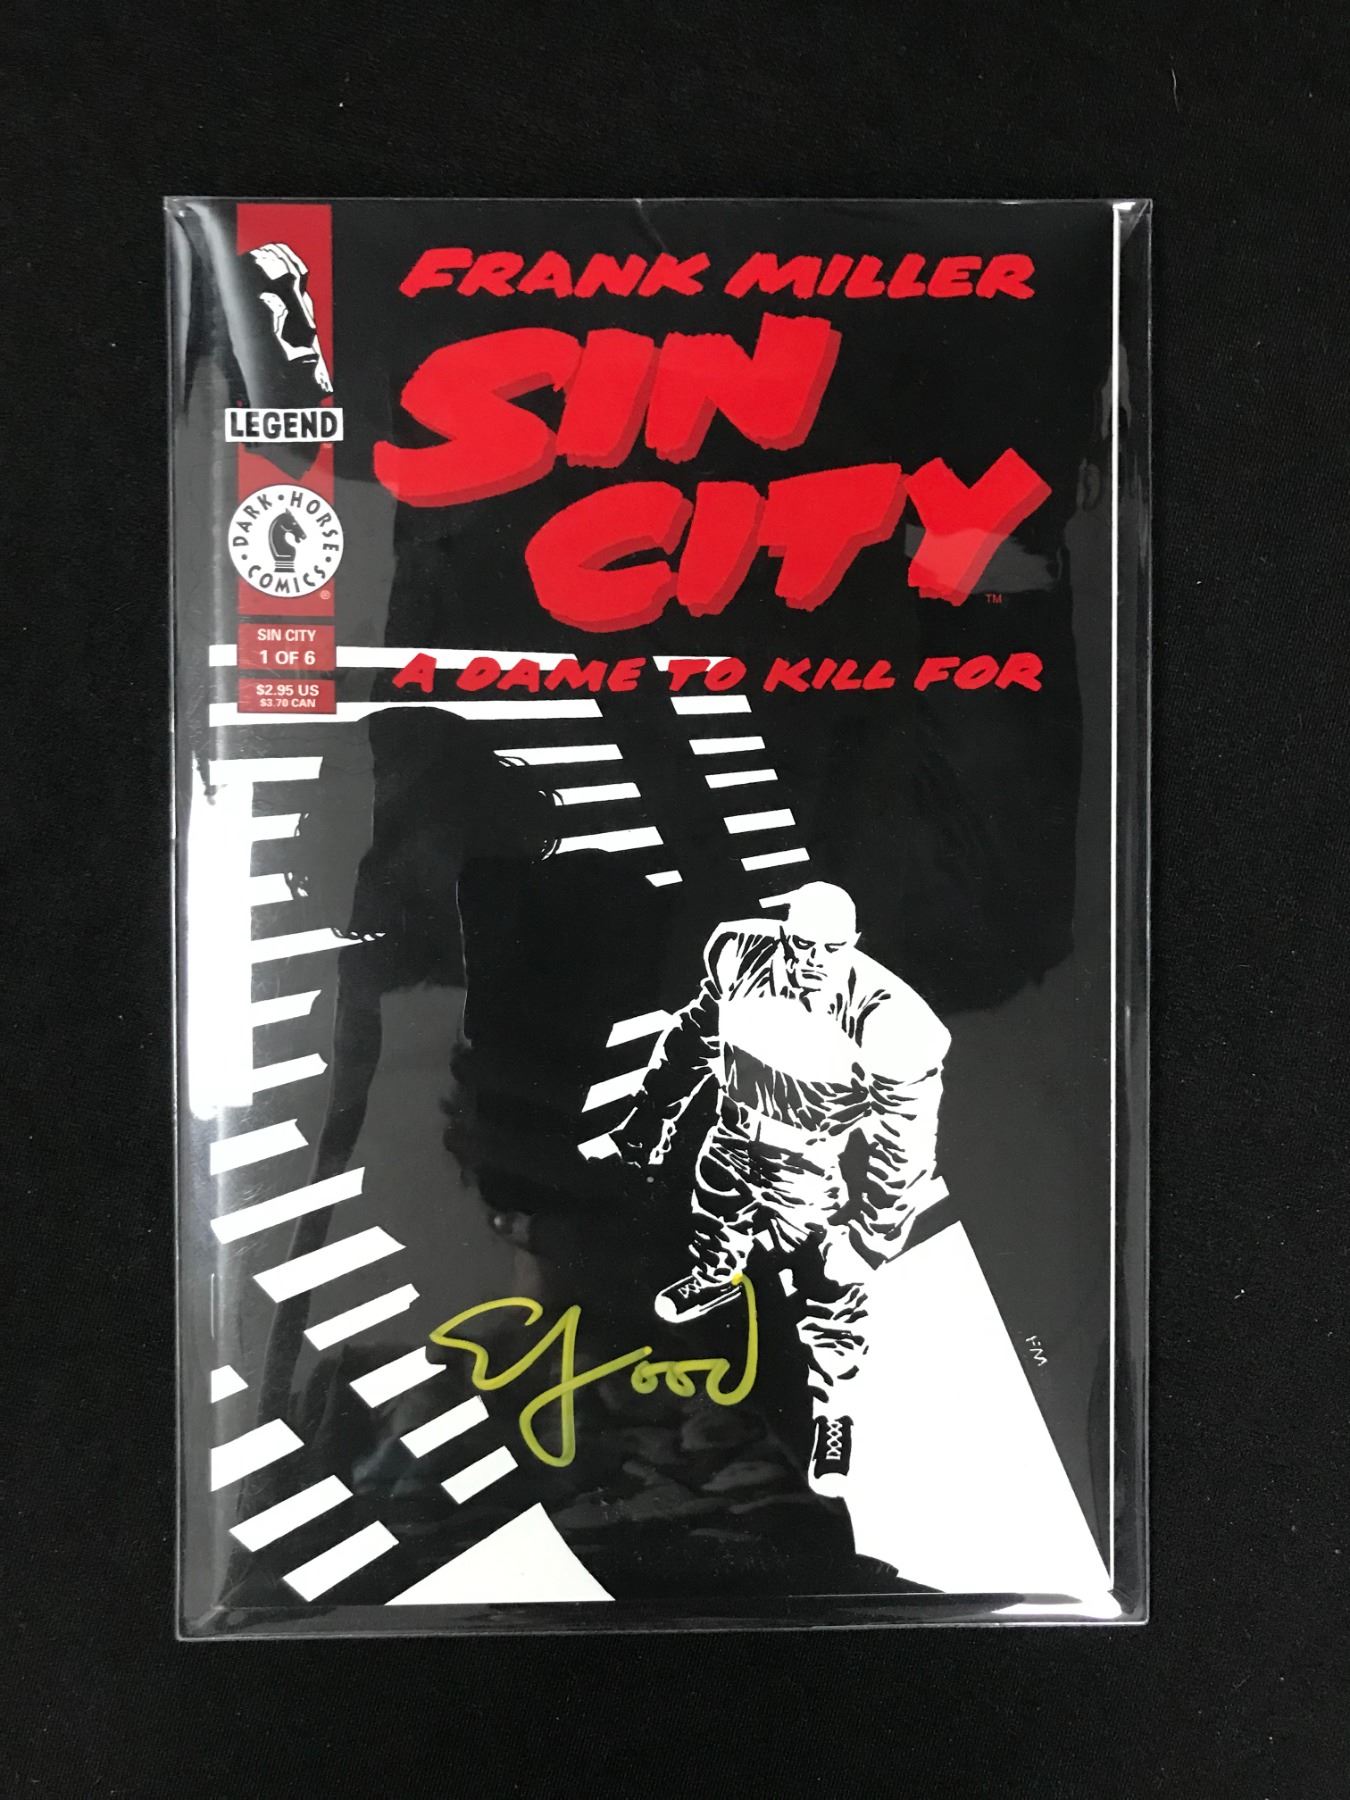 FRANK MILLER
SIN
CITY
TM
A DAME TO KILL FOR
LEGEND
DARK HORSE COMICS
SIN CITY
1 OF 6
$2.95 US
$3.70 CAN
FM